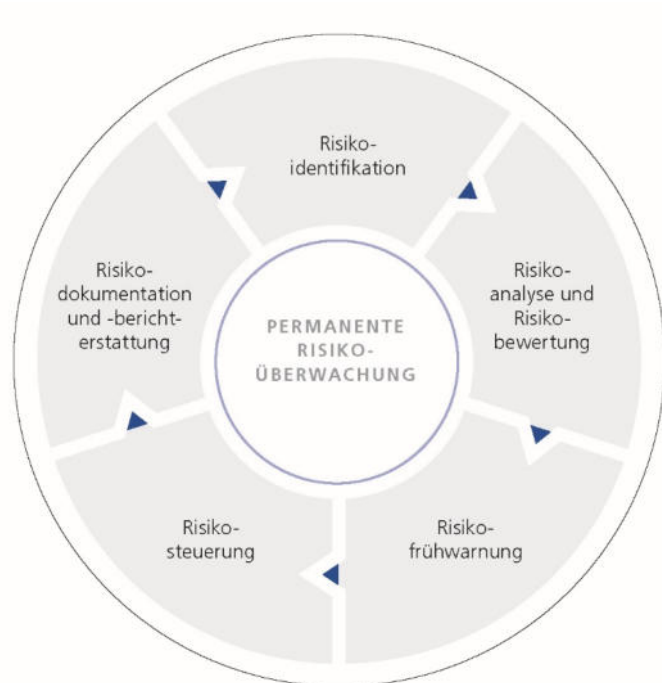 Risiko-
identifikation
Risiko-
analyse und
Risiko-
bewertung
Risiko-
frühwarnung
Risiko-
steuerung
Risiko-
dokumentation
und -bericht-
erstattung
PERMANENTE
RISIKO-
ÜBERWACHUNG